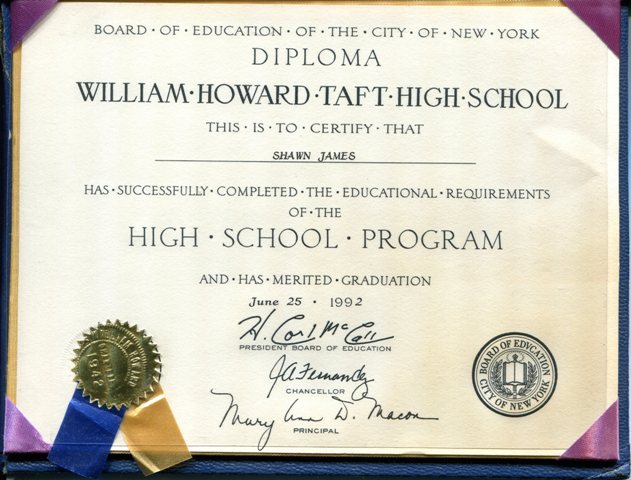 BOARD · OF · EDUCATION · OF · THE · CITY · OF · NEW · YORK
DIPLOMA
WILLIAM · HOWARD · TAFT · HIGH · SCHOOL
THIS · IS · TO · CERTIFY · THAT
SHAWN JAMES
HAS · SUCCESSFULLY · COMPLETED · THE · EDUCATIONAL · REQUIREMENTS
OF · THE
HIGH · SCHOOL · PROGRAM
AND · HAS · MERITED · GRADUATION
June 25 · 1992
H. Carl McCall
PRESIDENT BOARD OF EDUCATION
J A Fernandez
CHANCELLOR
Mary Ann D. Macon
PRINCIPAL
BOARD OF EDUCATION
CITY OF NEW YORK